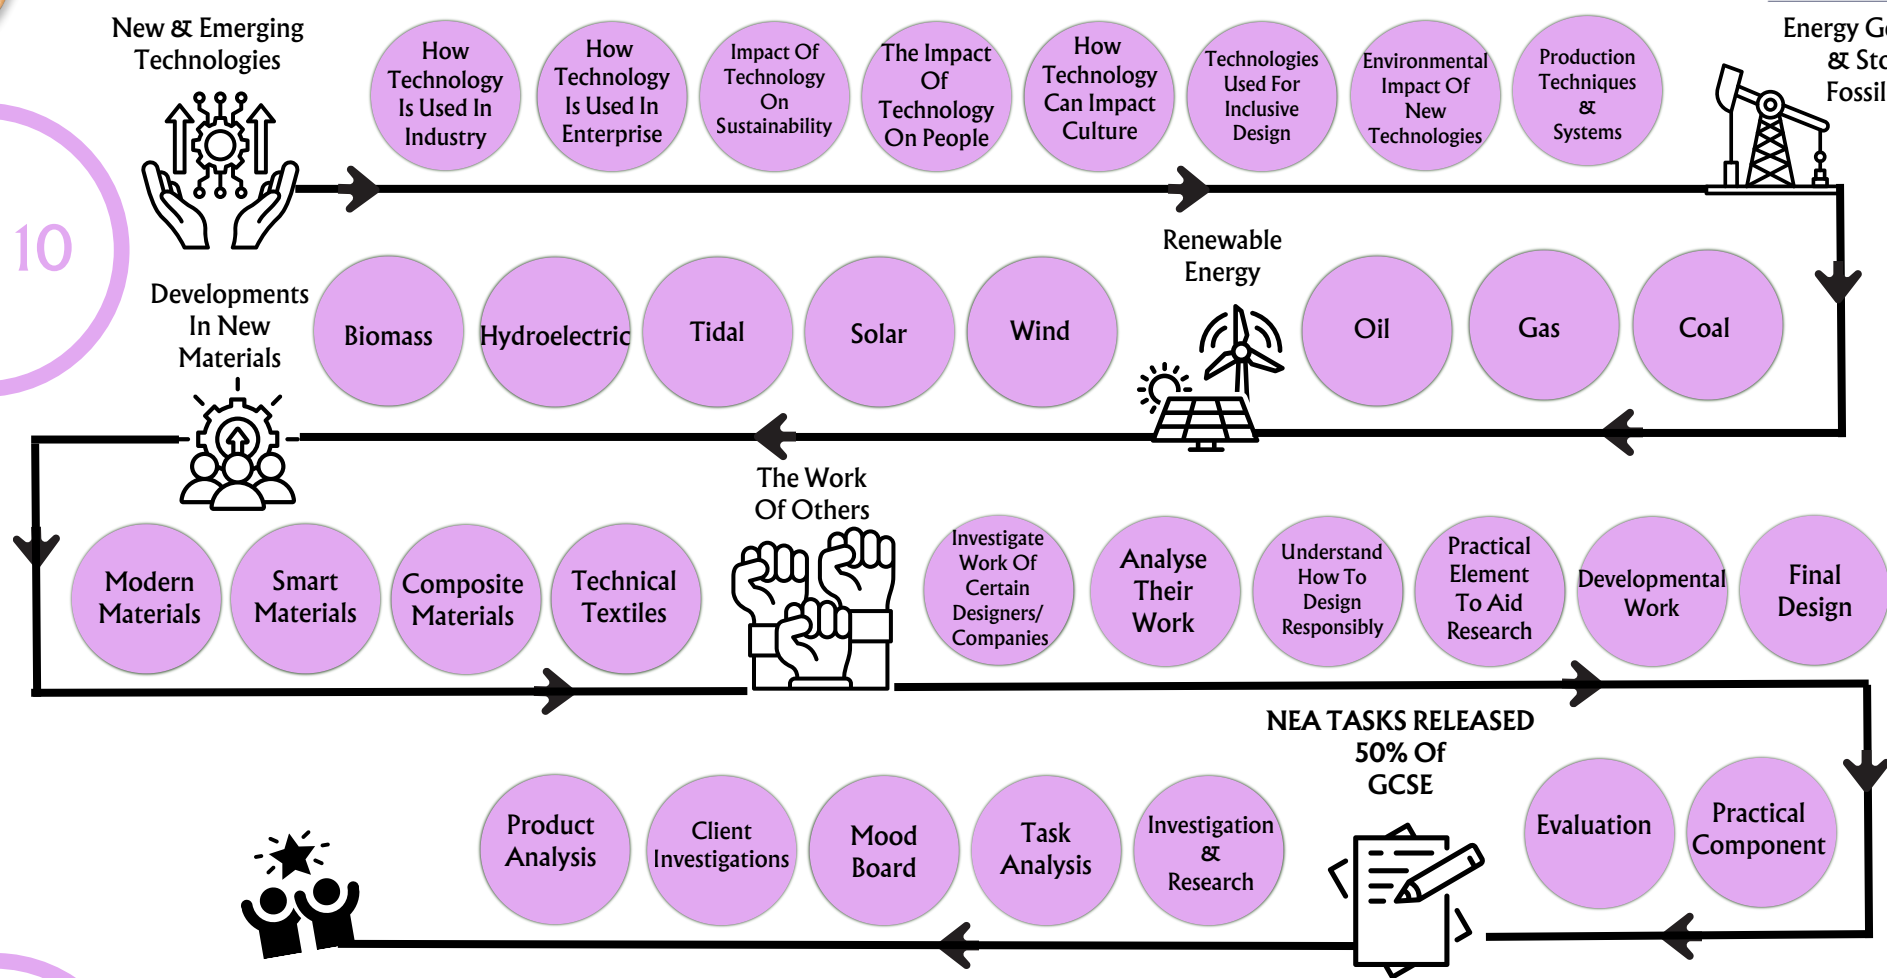 New & Emerging
Technologies
How
Technology
Is Used In
Industry
How
Technology
Is Used In
Enterprise
Impact Of
Technology
On
Sustainability
The Impact
Of
Technology
On People
How
Technology
Can Impact
Culture
Technologies
Used For
Inclusive
Design
Environmental
Impact Of
New
Technologies
Production
Techniques
&
Systems
Energy
&
Fossil
10
Renewable
Energy
Coal
Gas
Oil
Wind
Solar
Tidal
Hydroelectric
Biomass
Developments
In New
Materials
Modern
Materials
Smart
Materials
Composite
Materials
Technical
Textiles
The Work
Of Others
Investigate
Work Of
Certain
Designers/
Companies
Analyse
Their
Work
Understand
How To
Design
Responsibly
Practical
Element
To Aid
Research
Developmental
Work
Final
Design
Practical
Component
Evaluation
NEA TASKS RELEASED
50% Of
GCSE
Investigation
&
Research
Task
Analysis
Mood
Board
Client
Investigations
Product
Analysis